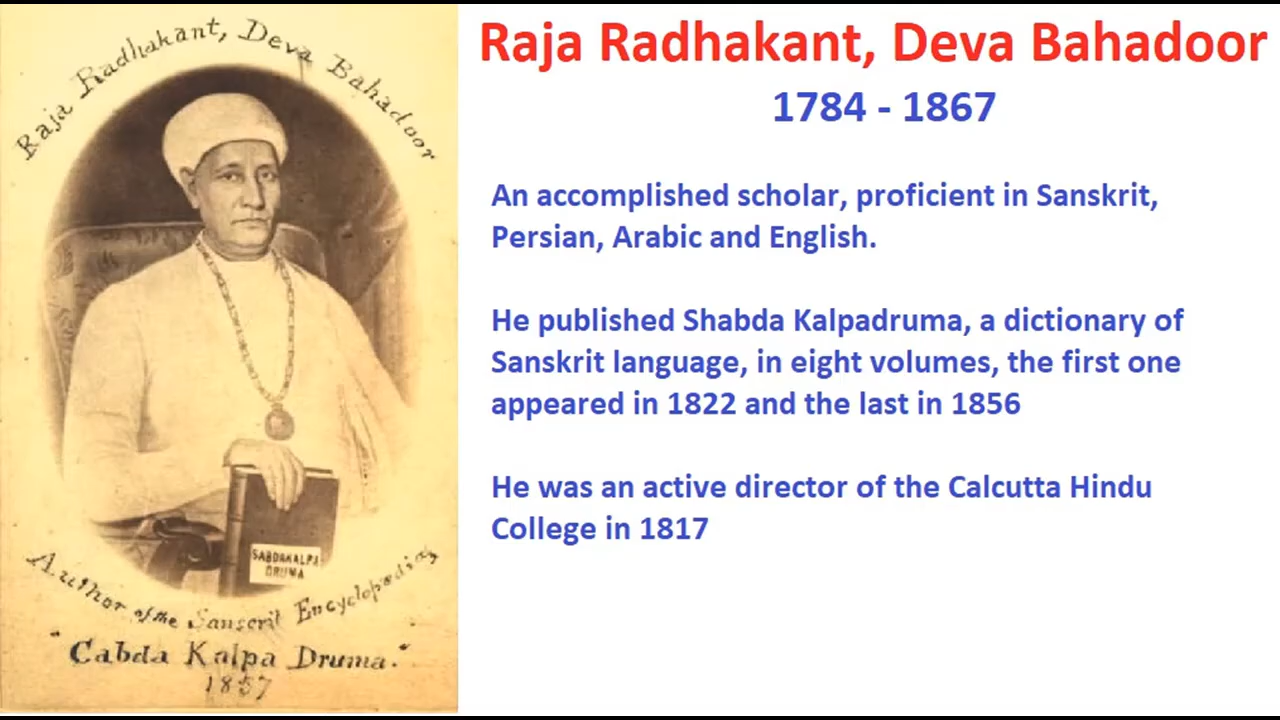 Raja Radhakant, Deva Bahadoor
SABDAKALPA
DRUMA
Author of the Sanscrit Encyclopædia,
"Cabda Kalpa Druma."
1857
Raja Radhakant, Deva Bahadoor
1784 - 1867
An accomplished scholar, proficient in Sanskrit,
Persian, Arabic and English.
He published Shabda Kalpadruma, a dictionary of
Sanskrit language, in eight volumes, the first one
appeared in 1822 and the last in 1856
He was an active director of the Calcutta Hindu
College in 1817